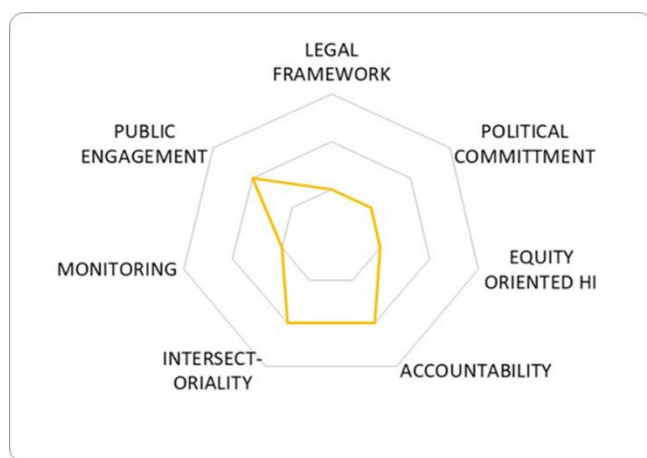 LEGAL
FRAMEWORK
POLITICAL
COMMITTMENT
EQUITY
ORIENTED HI
ACCOUNTABILITY
INTERSECT-
ORIALITY
MONITORING
PUBLIC
ENGAGEMENT